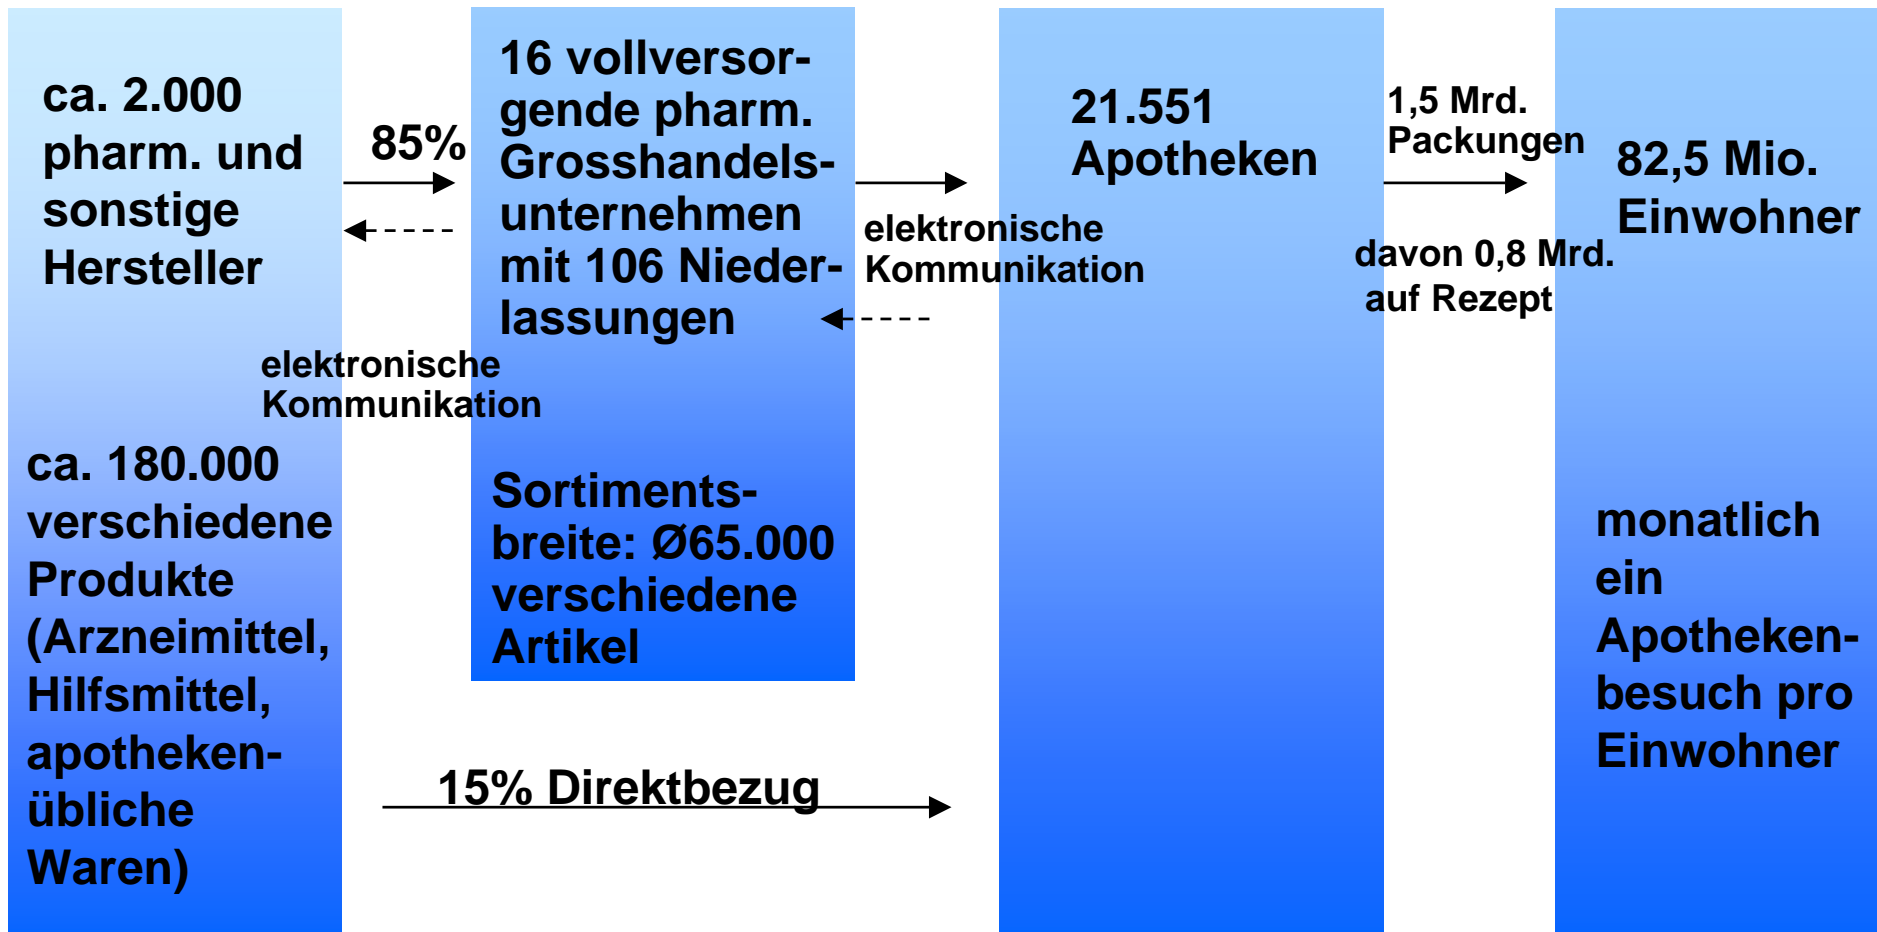 ca. 2.000
pharm. und
sonstige
Hersteller
ca. 180.000
verschiedene
Produkte
(Arzneimittel,
Hilfsmittel,
apotheken-
übliche
Waren)
85%
elektronische
Kommunikation
16 vollversor-
gende pharm.
Grosshandels-
unternehmen
mit 106 Nieder-
lassungen
Sortiments-
breite: Ø65.000
verschiedene
Artikel
15% Direktbezug
elektronische
Kommunikation
21.551
Apotheken
1,5 Mrd.
Packungen
davon 0,8 Mrd.
auf Rezept
82,5 Mio.
Einwohner
monatlich
ein
Apotheken-
besuch pro
Einwohner